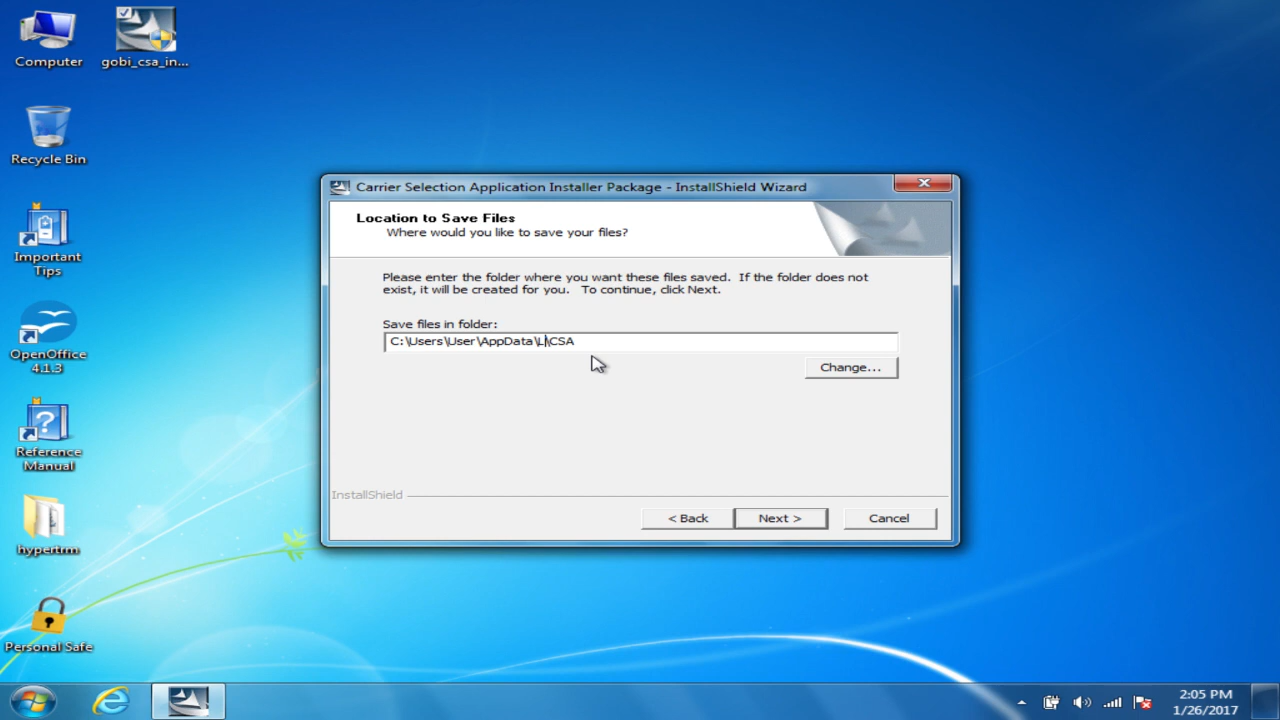 Computer
gobi_csa_in...
Recycle Bin
Important
Tips
OpenOffice
4.1.3
Reference
Manual
hypertrm
Personal Safe
Carrier Selection Application Installer Package - InstallShield Wizard
Location to Save Files
Where would you like to save your files?
Please enter the folder where you want these files saved. If the folder does not
exist, it will be created for you. To continue, click Next.
Save files in folder:
C:\Users\User\AppData\L\CSA
Change...
InstallShield
< Back
Next >
Cancel
2:05 PM
1/26/2017